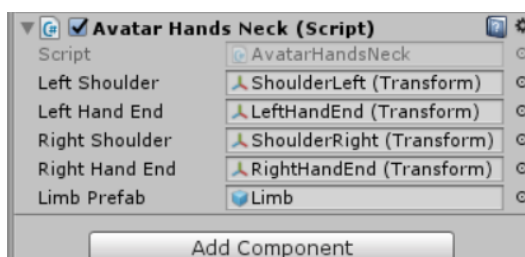 Avatar Hands Neck (Script)
Script AvatarHandsNeck
Left Shoulder ShoulderLeft (Transform)
Left Hand End LeftHandEnd (Transform)
Right Shoulder ShoulderRight (Transform)
Right Hand End RightHandEnd (Transform)
Limb Prefab Limb
Add Component